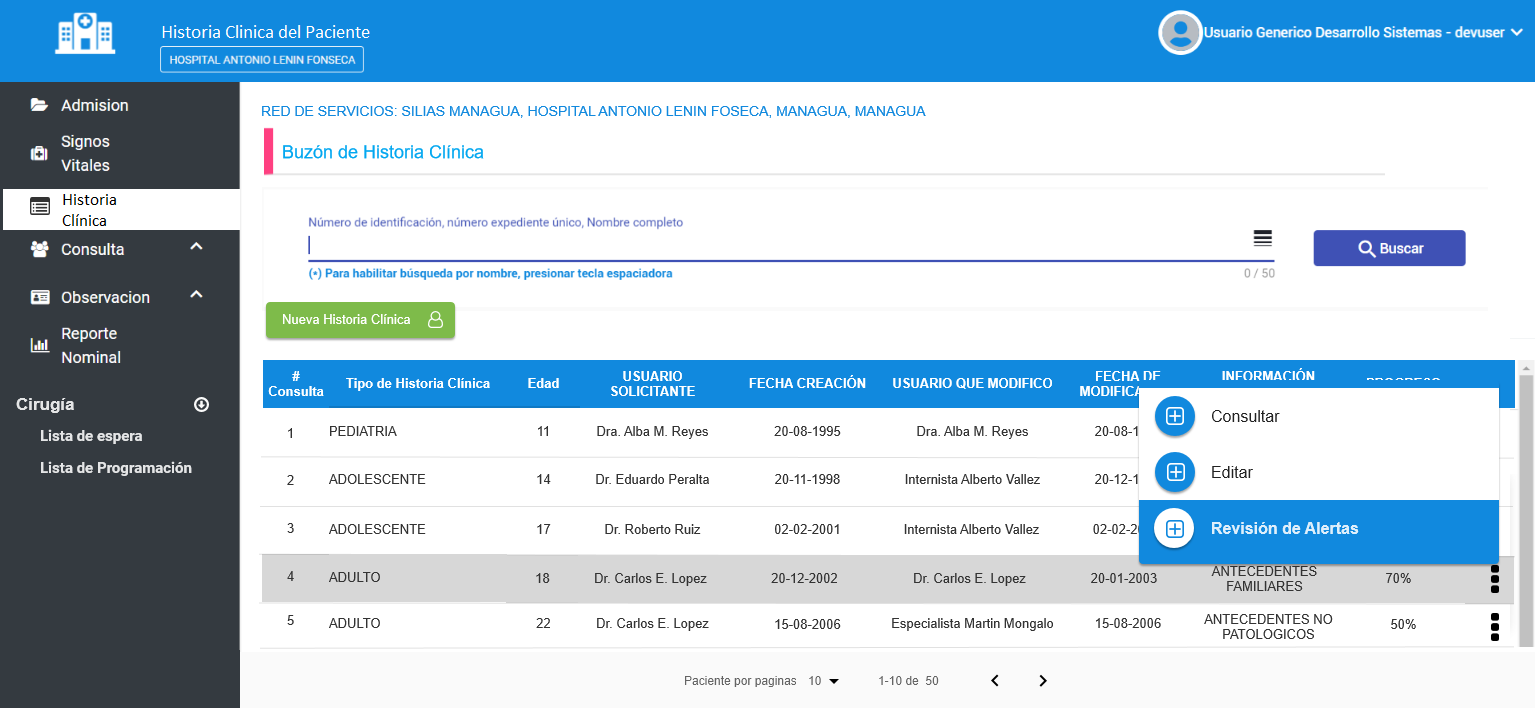 Historia Clinica del Paciente
HOSPITAL ANTONIO LENIN FONSECA
Usuario Generico Desarrollo Sistemas - devuser
Admision
Signos
Vitales
Historia
Clínica
Consulta
Observacion
Reporte
Nominal
Cirugía
Lista de espera
Lista de Programación
RED DE SERVICIOS: SILIAS MANAGUA, HOSPITAL ANTONIO LENIN FOSECA, MANAGUA, MANAGUA
Buzón de Historia Clínica
Número de identificación, número expediente único, Nombre completo
(*) Para habilitar búsqueda por nombre, presionar tecla espaciadora
0 / 50
Buscar
Nueva Historia Clínica
# Consulta Tipo de Historia Clínica Edad USUARIO SOLICITANTE FECHA CREACIÓN USUARIO QUE MODIFICO FECHA DE INFORMACIÓN
1 PEDIATRIA 11 Dra. Alba M. Reyes 20-08-1995 Dra. Alba M. Reyes 20-08-1
2 ADOLESCENTE 14 Dr. Eduardo Peralta 20-11-1998 Internista Alberto Vallez 20-12-1
3 ADOLESCENTE 17 Dr. Roberto Ruiz 02-02-2001 Internista Alberto Vallez 02-02-2
4 ADULTO 18 Dr. Carlos E. Lopez 20-12-2002 Dr. Carlos E. Lopez 20-01-2003 ANTECEDENTES FAMILIARES 70%
5 ADULTO 22 Dr. Carlos E. Lopez 15-08-2006 Especialista Martin Mongalo 15-08-2006 ANTECEDENTES NO PATOLOGICOS 50%
Consultar
Editar
Revisión de Alertas
Paciente por paginas 10 1-10 de 50